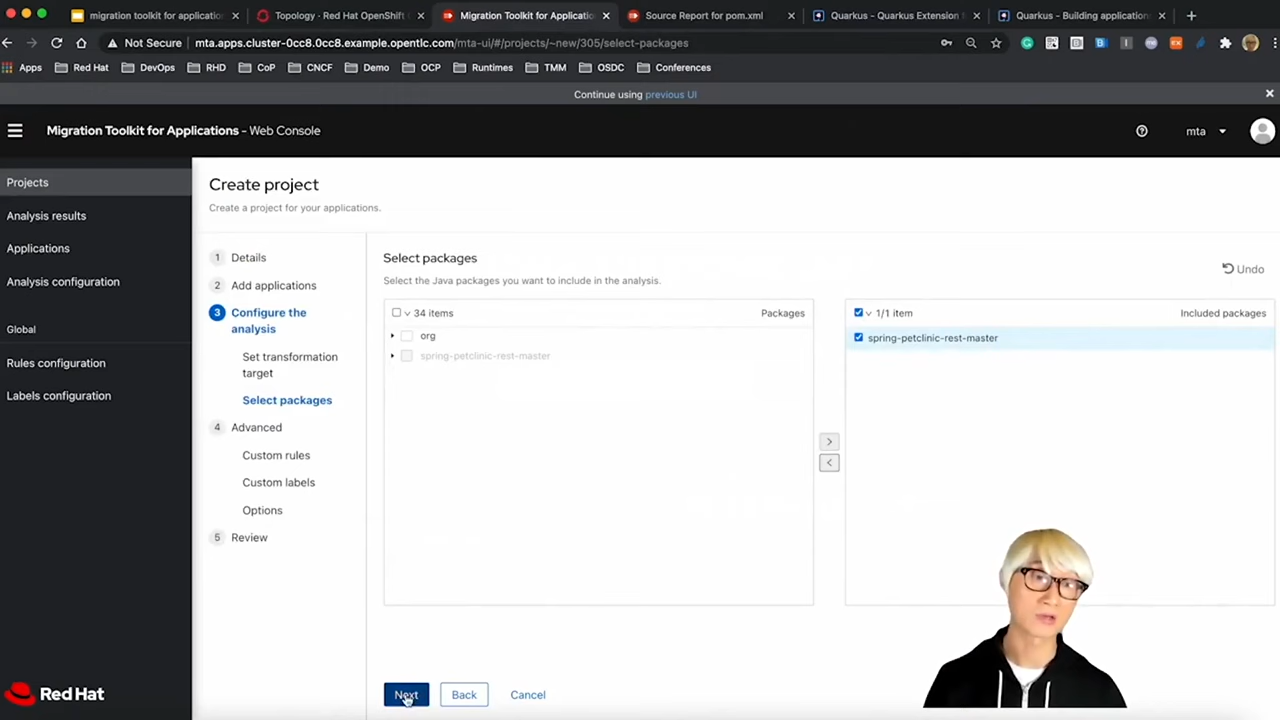 migration toolkit for applicatio
Topology · Red Hat OpenShift
Migration Toolkit for Applicatio
Source Report for pom.xml
Quarkus - Quarkus Extension
Quarkus - Building application
Not Secure
mta.apps.cluster-0cc8.0cc8.example.opentlc.com/mta-ui/#/projects/~new/305/select-packages
Apps
Red Hat
DevOps
RHD
CoP
CNCF
Demo
OCP
Runtimes
TMM
OSDC
Conferences
Continue using previous UI
Migration Toolkit for Applications - Web Console
mta
Projects
Analysis results
Applications
Analysis configuration
Global
Rules configuration
Labels configuration
Create project
Create a project for your applications.
1 Details
2 Add applications
3 Configure the
analysis
Set transformation
target
Select packages
4 Advanced
Custom rules
Custom labels
Options
5 Review
Select packages
Select the Java packages you want to include in the analysis.
Undo
34 items
Packages
org
spring-petclinic-rest-master
1/1 item
Included packages
spring-petclinic-rest-master
Next
Back
Cancel
Red Hat